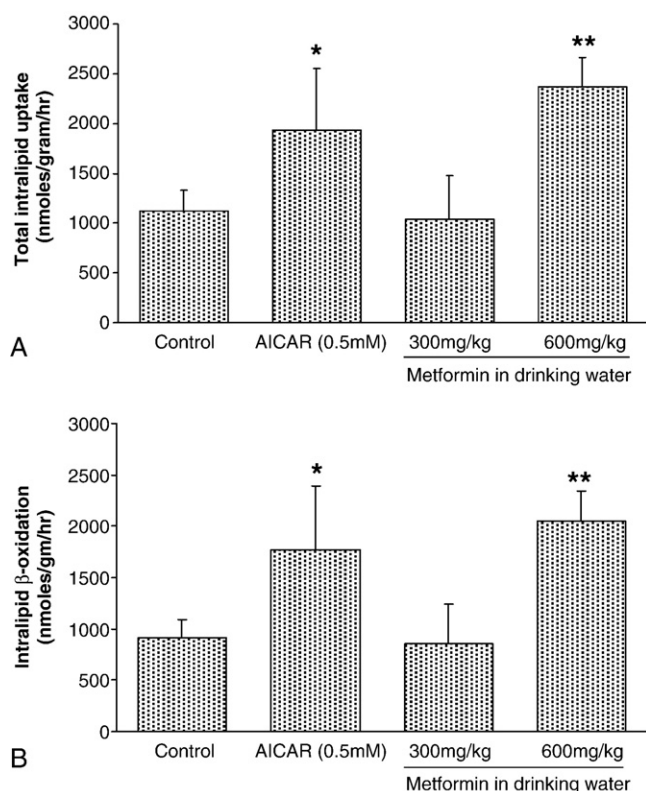 3000
2500
2000
1500
1000
500
0
Total intralipid uptake
(nmoles/gram/hr)
*
**
A
Control AICAR (0.5mM) 300mg/kg 600mg/kg
Metformin in drinking water
3000
2500
2000
1500
1000
500
0
Intralipid β-oxidation
(nmoles/gm/hr)
*
**
B
Control AICAR (0.5mM) 300mg/kg 600mg/kg
Metformin in drinking water